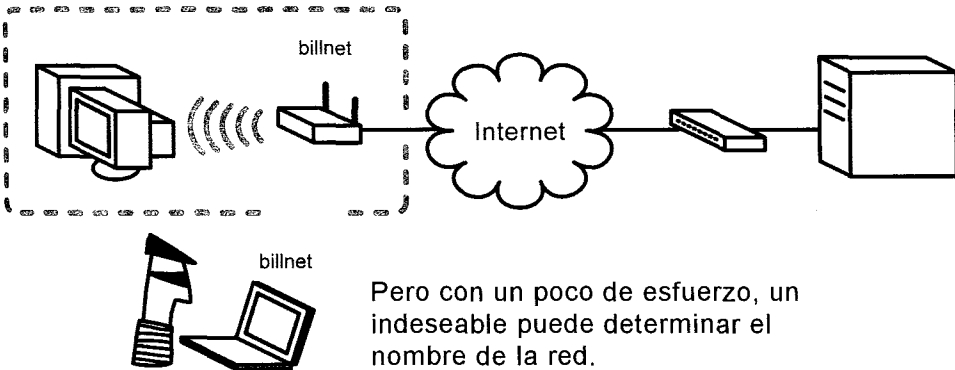 billnet
Internet
billnet
Pero con un poco de esfuerzo, un
indeseable puede determinar el
nombre de la red.